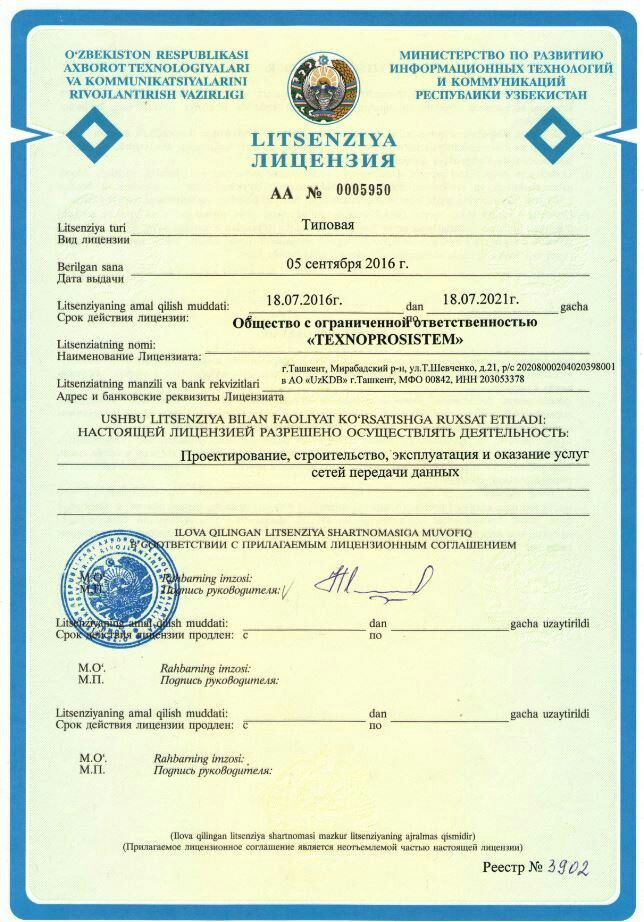 O‘ZBEKISTON RESPUBLIKASI
AXBOROT TEXNOLOGIYALARI
VA KOMMUNIKATSIYALARINI
RIVOJLANTIRISH VAZIRLIGI
МИНИСТЕРСТВО ПО РАЗВИТИЮ
ИНФОРМАЦИОННЫХ ТЕХНОЛОГИЙ
И КОММУНИКАЦИЙ
РЕСПУБЛИКИ УЗБЕКИСТАН
LITSENZIYA
ЛИЦЕНЗИЯ
АА № 0005950
Litsenziya turi Типовая
Вид лицензии
Berilgan sana 05 сентября 2016 г.
Дата выдачи
Litsenziyaning amal qilish muddati: 18.07.2016г. dan 18.07.2021г. gacha
Срок действия лицензии: с по
Общество с ограниченной ответственностью
Litsenziatning nomi: «TEXNOPROSISTEM»
Наименование Лицензиата:
г.Ташкент, Мирабадский р-н, ул.Т.Шевченко, д.21, р/с 20208000204020398001
Litsenziatning manzili va bank rekvizitlari в АО «UzKDB» г.Ташкент, МФО 00842, ИНН 203053378
Адрес и банковские реквизиты Лицензиата
USHBU LITSENZIYA BILAN FAOLIYAT KO‘RSATISHGA RUXSAT ETILADI:
НАСТОЯЩЕЙ ЛИЦЕНЗИЕЙ РАЗРЕШЕНО ОСУЩЕСТВЛЯТЬ ДЕЯТЕЛЬНОСТЬ:
Проектирование, строительство, эксплуатация и оказание услуг
сетей передачи данных
ILOVA QILINGAN LITSENZIYA SHARTNOMASIGA MUVOFIQ
В СООТВЕТСТВИИ С ПРИЛАГАЕМЫМ ЛИЦЕНЗИОННЫМ СОГЛАШЕНИЕМ
M.O‘. Rahbarning imzosi:
М.П. Подпись руководителя:
Litsenziyaning amal qilish muddati: dan gacha uzaytirildi
Срок действия лицензии продлен: с по
M.O‘. Rahbarning imzosi:
М.П. Подпись руководителя:
Litsenziyaning amal qilish muddati: dan gacha uzaytirildi
Срок действия лицензии продлен: с по
M.O‘. Rahbarning imzosi:
М.П. Подпись руководителя:
(Ilova qilingan litsenziya shartnomasi mazkur litsenziyaning ajralmas qismidir)
(Прилагаемое лицензионное соглашение является неотъемлемой частью настоящей лицензии)
Реестр № 3902